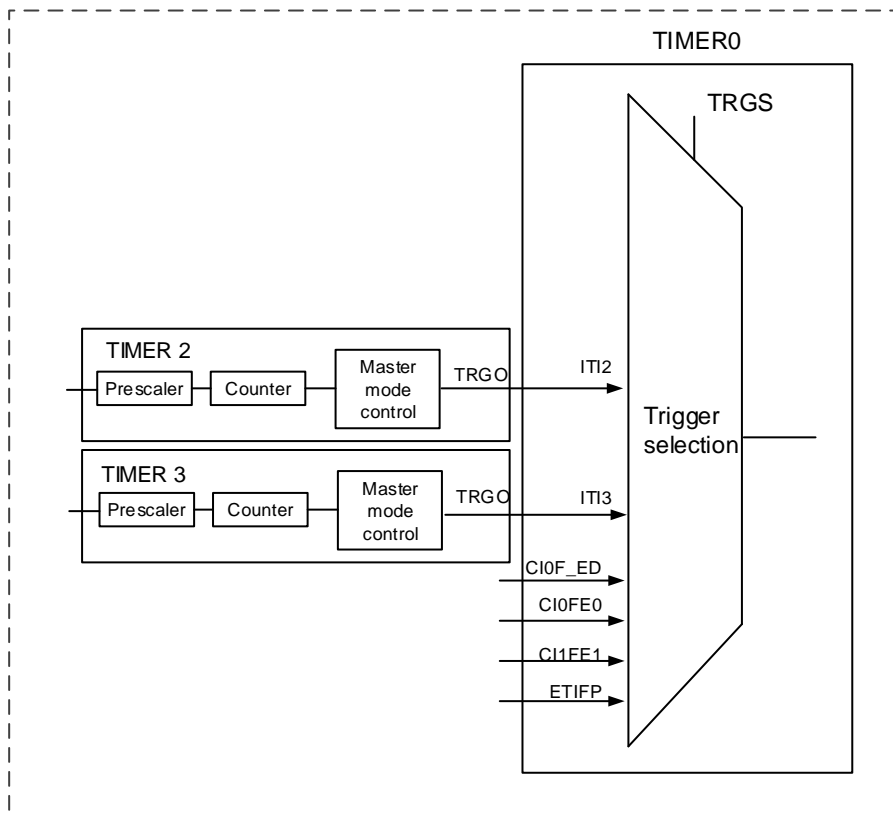 TIMER0
TRGS
TIMER 2
Prescaler
Counter
Master
mode
control
TRGO
ITI2
Trigger
selection
TIMER 3
Prescaler
Counter
Master
mode
control
TRGO
ITI3
CI0F_ED
CI0FE0
CI1FE1
ETIFP